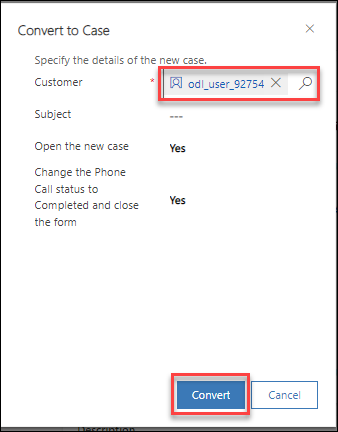 Convert to Case
Specify the details of the new case.
Customer * odl_user_92754
Subject ---
Open the new case Yes
Change the Phone
Call status to
Completed and close Yes
the form
Convert Cancel
Description